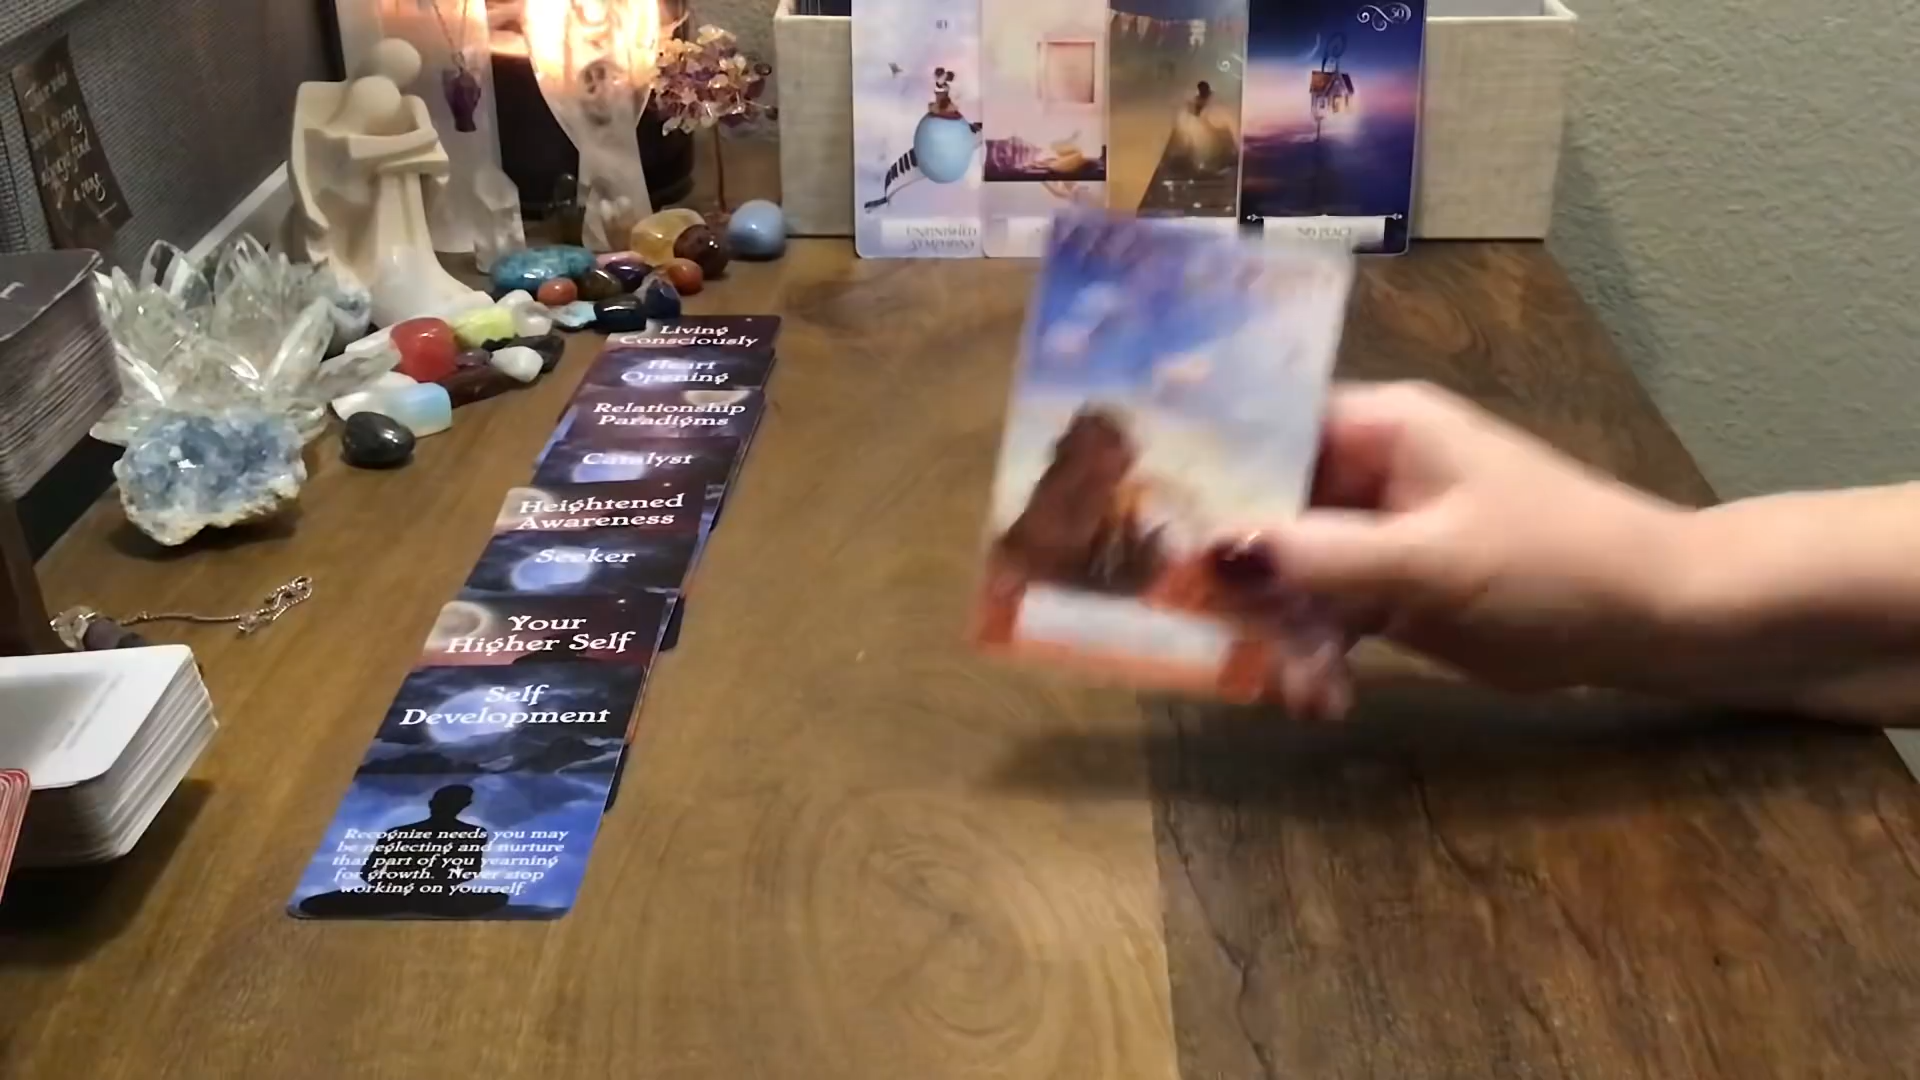 50
Living
Consciously
Heart
Opening
Relationship
Paradigms
Catalyst
Heightened
Awareness
Seeker
Your
Higher Self
Self
Development
Recognize needs you may
be neglecting and nurture
that part of you yearning
for growth. Never stop
working on yourself.